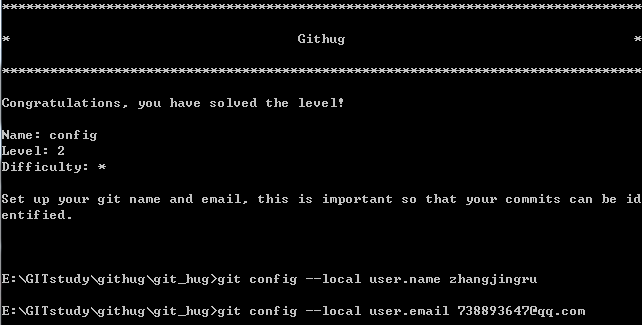 ********************************************************************************
*                                    Githug                                    *
********************************************************************************
Congratulations, you have solved the level!
Name: config
Level: 2
Difficulty: *
Set up your git name and email, this is important so that your commits can be id
entified.
E:\GITstudy\githug\git_hug>git config --local user.name zhangjingru
E:\GITstudy\githug\git_hug>git config --local user.email 738893647@qq.com